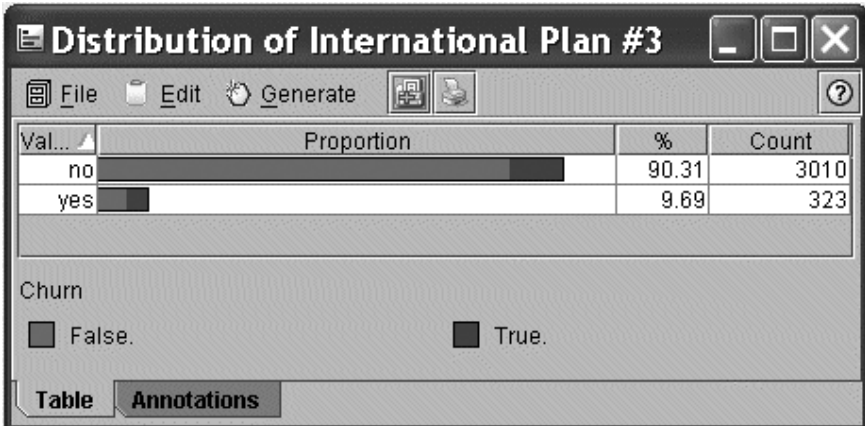 Distribution of International Plan #3
File Edit Generate
Val... Proportion % Count
no 90.31 3010
yes 9.69 323
Churn
False. True.
Table Annotations